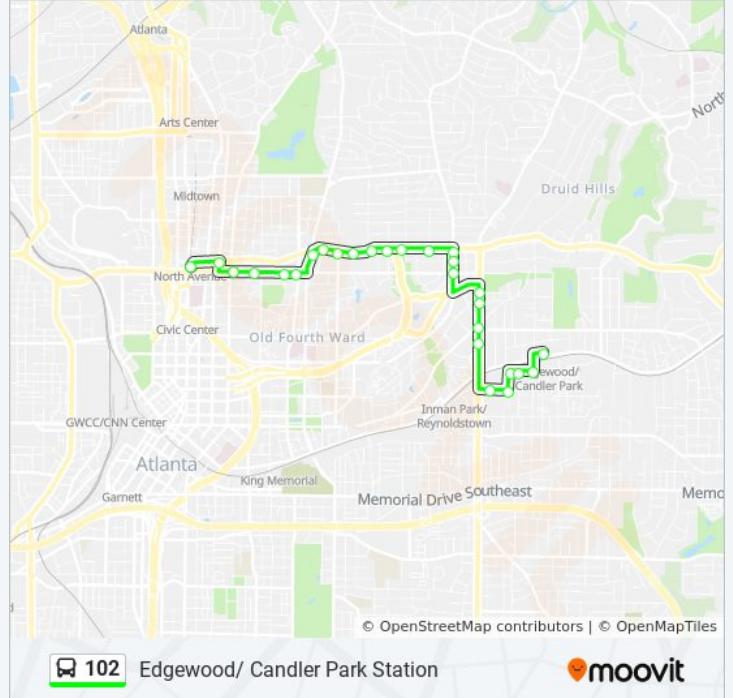 Atlanta
North
Arts Center
Druid Hills
Midtown
North Avenue
Civic Center
Old Fourth Ward
ewood/
Candler Park
Inman Park/
Reynoldstown
GWCC/CNN Center
Atlanta
King Memorial
Garnett
Memorial Drive Southeast
Memo
© OpenStreetMap contributors | © OpenMapTiles
102 Edgewood/ Candler Park Station
moovit